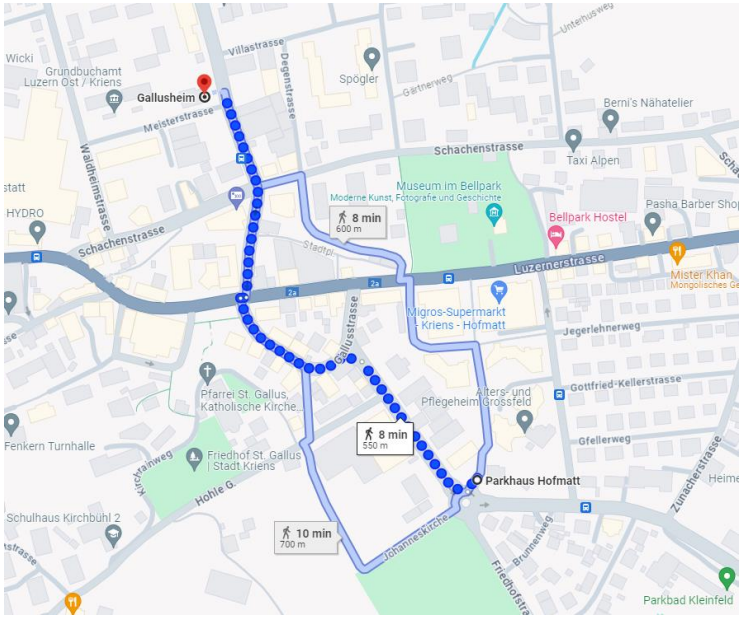 Wicki
Villastrasse
Unterhusweg
Grundbuchamt
Luzern Ost / Kriens
Gallusheim
Degenstrasse
Spögler
Gärtnerweg
Meisterstrasse
Berni's Nähatelier
Waldheimstrasse
Schachenstrasse
Taxi Alpen
Museum im Bellpark
Moderne Kunst, Fotografie und Geschichte
Pasha Barber Shop
HYDRO
8 min
600 m
Bellpark Hostel
Schachenstrasse
Stadtpl
Luzernerstrasse
Mister Khan
Mongolisches Ge
2a
2a
Migros-Supermarkt
- Kriens - Hofmatt
Gallusstrasse
Jegerlehnerweg
Pfarrei St. Gallus,
Katholische Kirche...
Alters- und
Pflegeheim Grossfeld
Gottfried-Kellerstrasse
8 min
550 m
Gfellerweg
Fenkern Turnhalle
Friedhof St. Gallus
| Stadt Kriens
Parkhaus Hofmatt
Zunacherstrasse
Heime
Hohle G.
Schulhaus Kirchbühl 2
10 min
700 m
Johanneskirche
Brunnenweg
Friedhofstr
Parkbad Kleinfeld